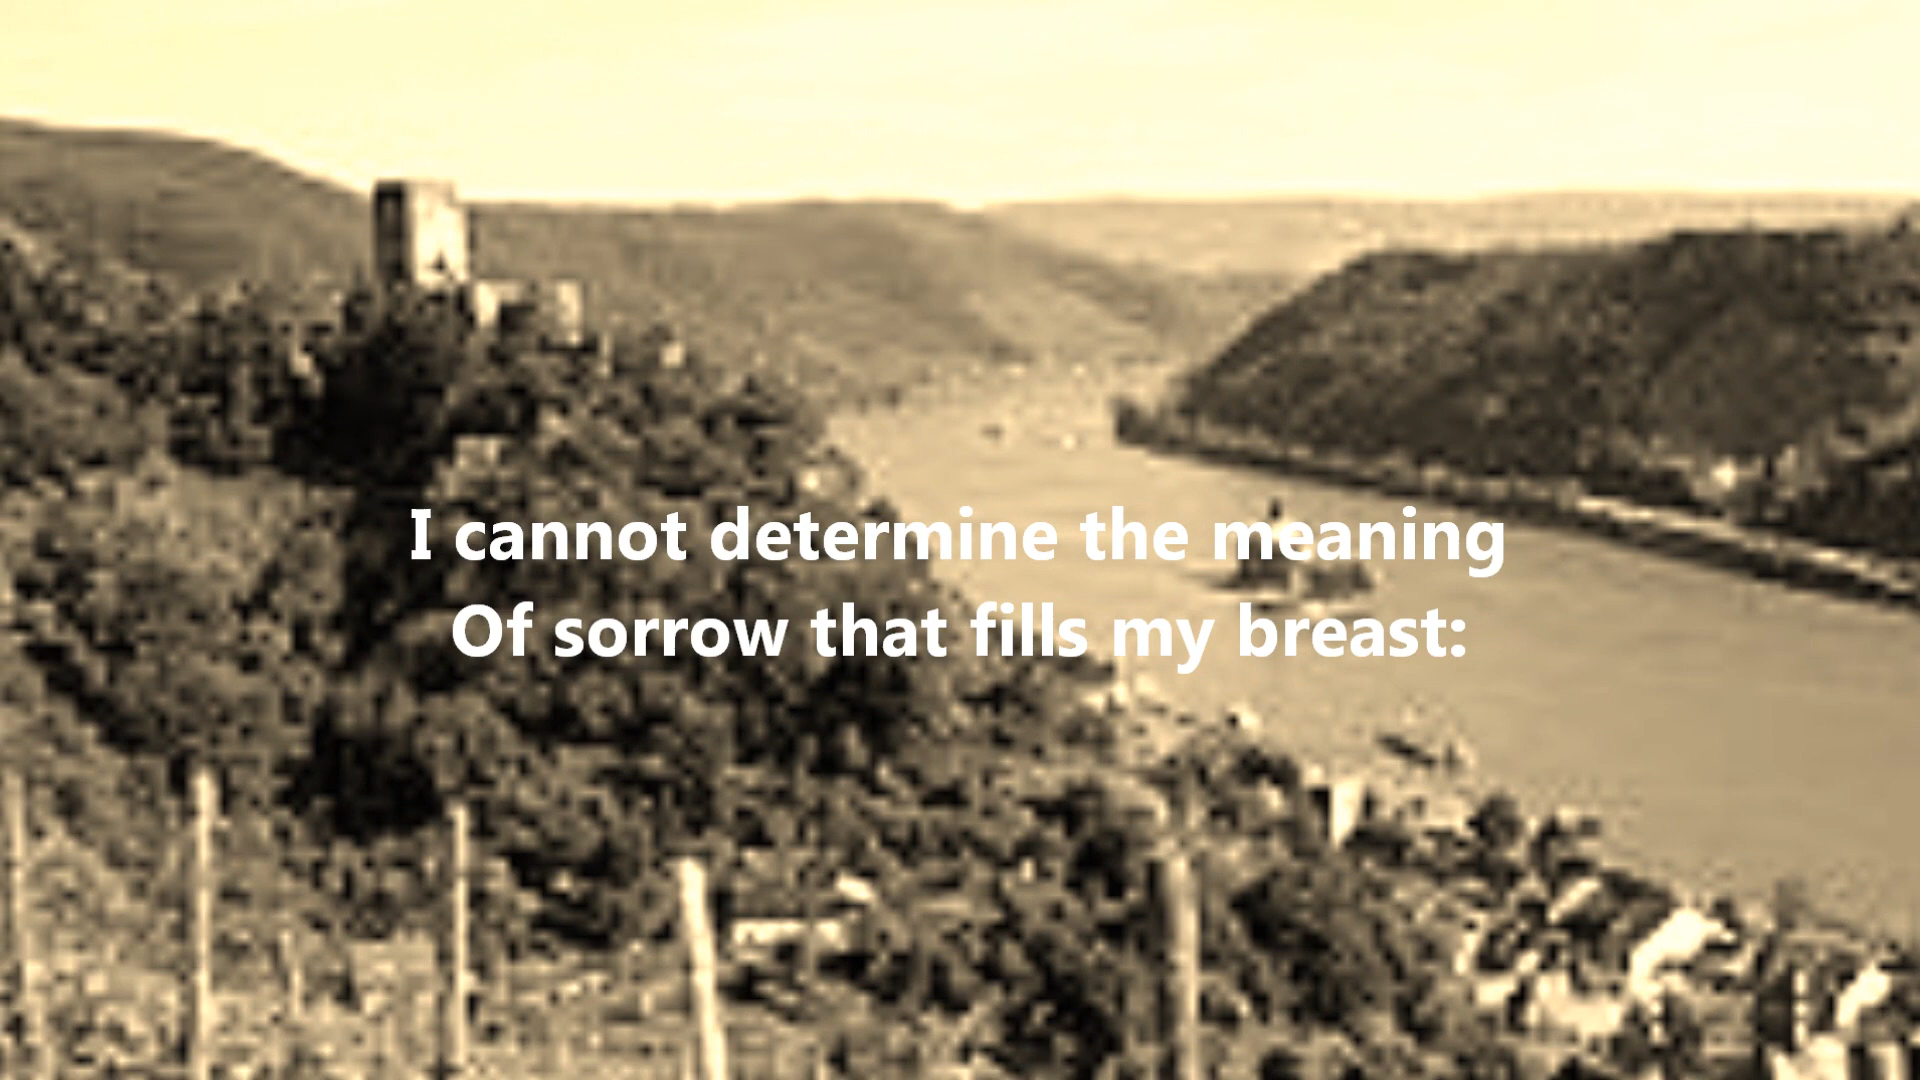 I cannot determine the meaning
Of sorrow that fills my breast: